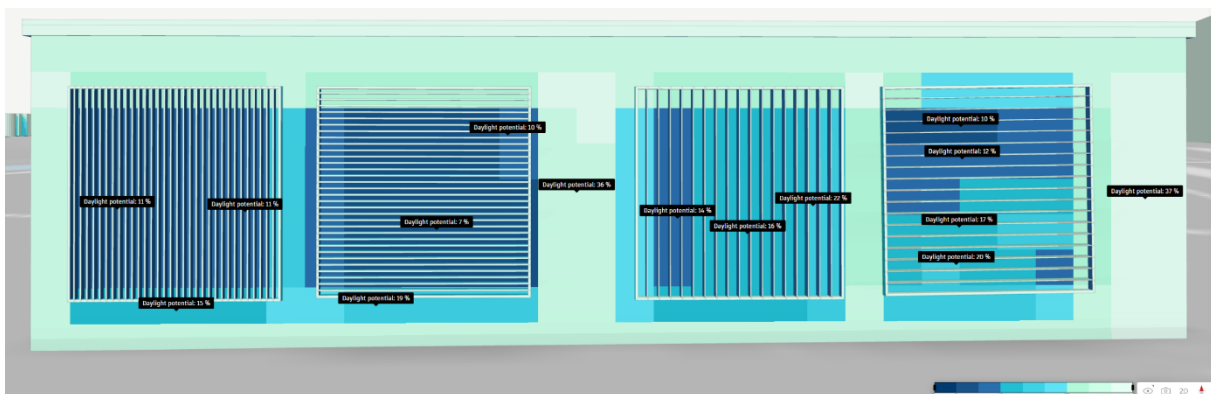 Daylight potential: 10 %
Daylight potential: 10 %
Daylight potential: 12 %
Daylight potential: 36 %
Daylight potential: 37 %
Daylight potential: 11 %
Daylight potential: 11 %
Daylight potential: 14 %
Daylight potential: 22 %
Daylight potential: 7 %
Daylight potential: 16 %
Daylight potential: 17 %
Daylight potential: 20 %
Daylight potential: 15 %
Daylight potential: 19 %
2D